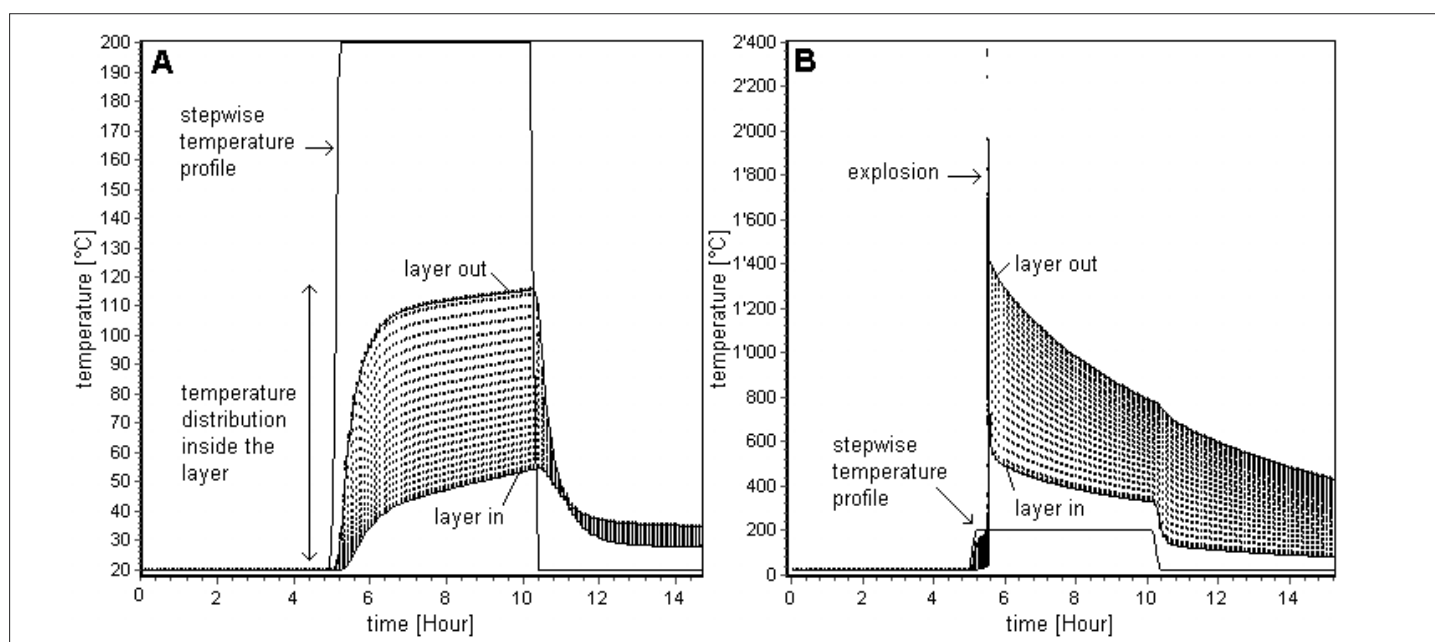 A
200
190
180
170
160
150
140
130
120
110
100
90
80
70
60
50
40
30
20
temperature [°C]
stepwise
temperature
profile
layer out
temperature
distribution
inside the
layer
layer in
0
2
4
6
8
10
12
14
time [Hour]
B
2'400
2'200
2'000
1'800
1'600
1'400
1'200
1'000
800
600
400
200
0
temperature [°C]
explosion
layer out
stepwise
temperature
profile
layer in
0
2
4
6
8
10
12
14
time [Hour]